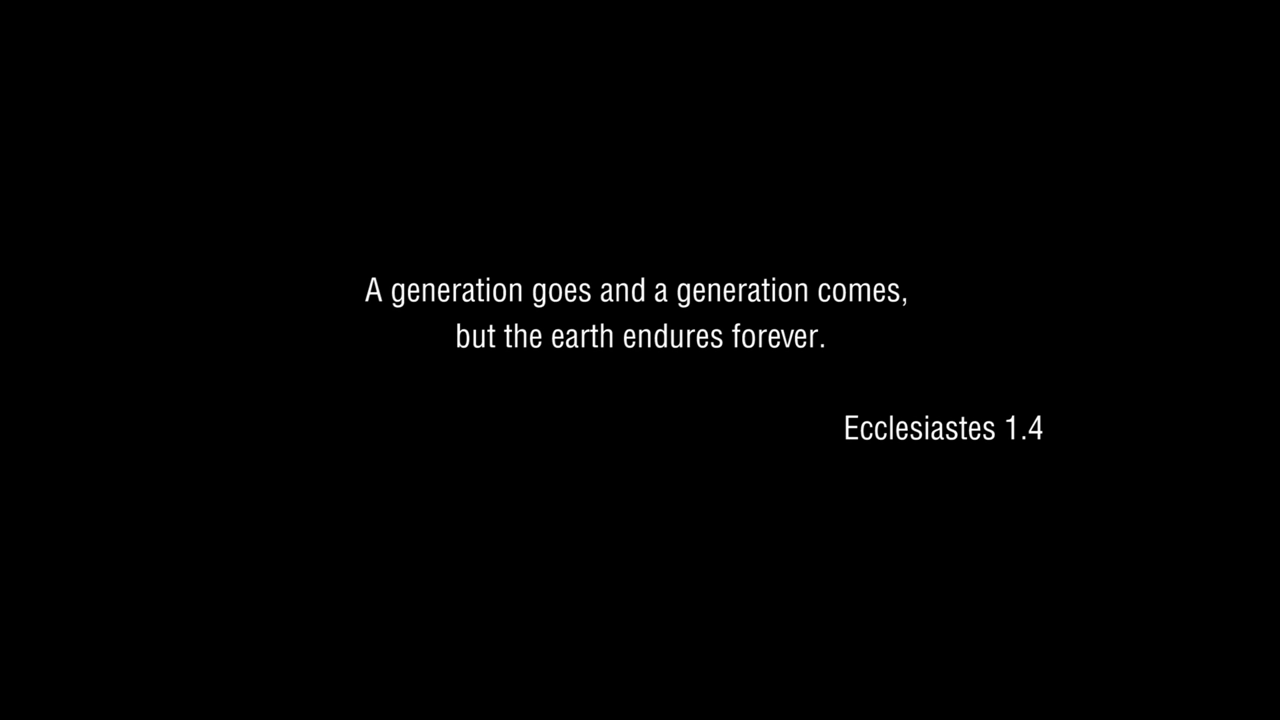 A generation goes and a generation comes,
but the earth endures forever.
Ecclesiastes 1.4